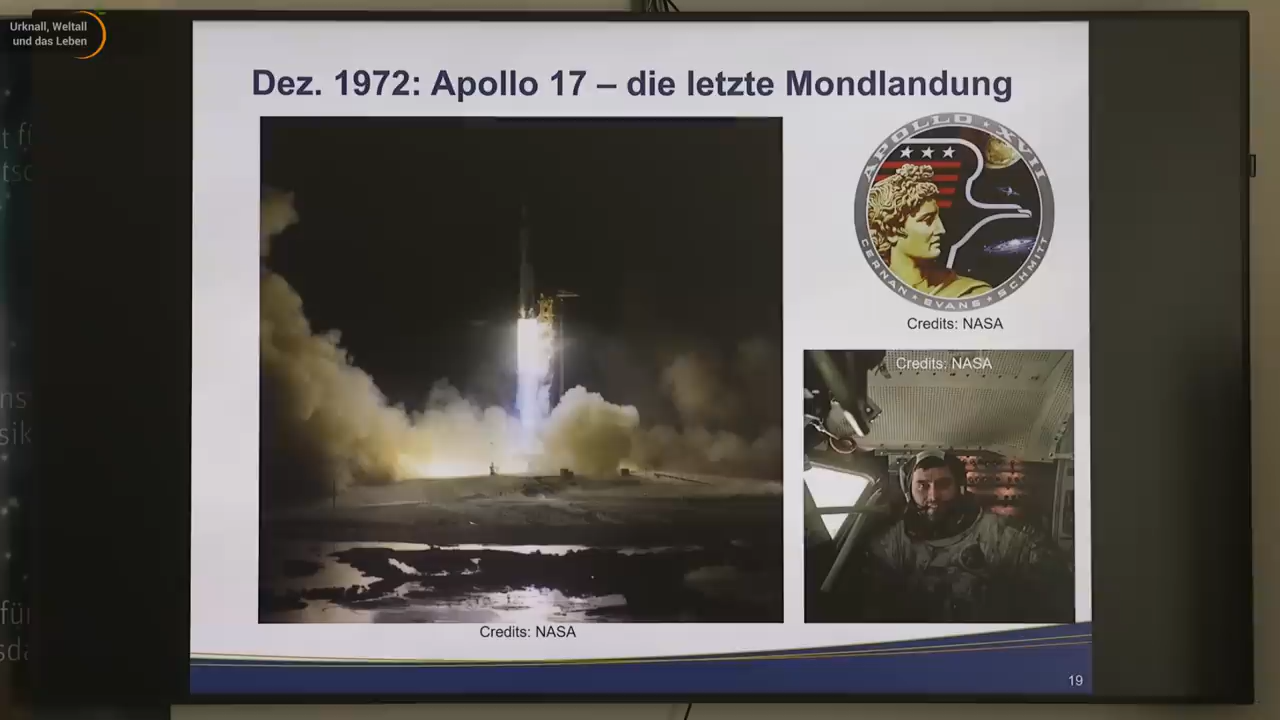 Urknall, Weltall
und das Leben
Dez. 1972: Apollo 17 – die letzte Mondlandung
APOLLO XVII
CERNAN EVANS SCHMITT
Credits: NASA
Credits: NASA
Credits: NASA
19